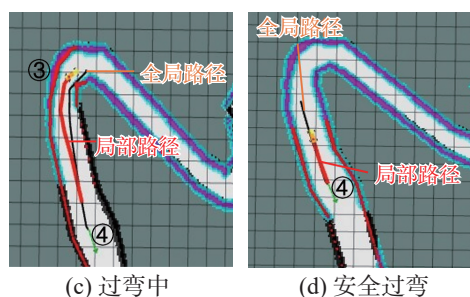 ③
全局路径
局部路径
④
(c) 过弯中
全局路径
局部路径
④
(d) 安全过弯